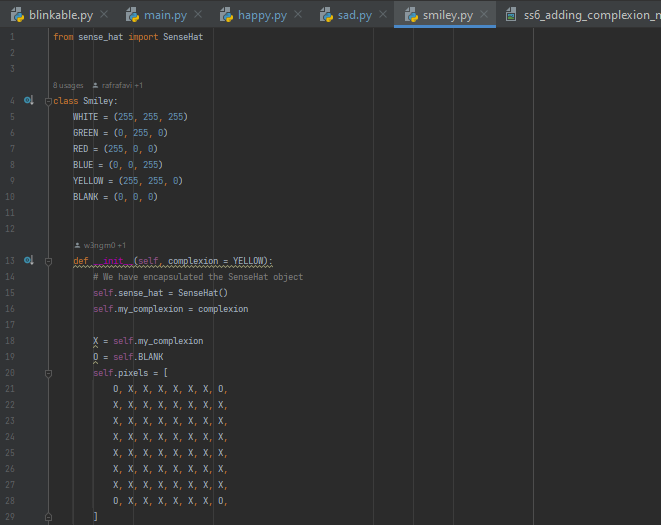 blinkable.py × main.py × happy.py × sad.py × smiley.py × ss6_adding_complexion_n
1 from sense_hat import SenseHat
2
3
8 usages rafrafavi +1
4 class Smiley:
5 WHITE = (255, 255, 255)
6 GREEN = (0, 255, 0)
7 RED = (255, 0, 0)
8 BLUE = (0, 0, 255)
9 YELLOW = (255, 255, 0)
10 BLANK = (0, 0, 0)
11
12
w3ngm0 +1
13 def __init__(self, complexion = YELLOW):
14 # We have encapsulated the SenseHat object
15 self.sense_hat = SenseHat()
16 self.my_complexion = complexion
17
18 X = self.my_complexion
19 O = self.BLANK
20 self.pixels = [
21 O, X, X, X, X, X, X, O,
22 X, X, X, X, X, X, X, X,
23 X, X, X, X, X, X, X, X,
24 X, X, X, X, X, X, X, X,
25 X, X, X, X, X, X, X, X,
26 X, X, X, X, X, X, X, X,
27 X, X, X, X, X, X, X, X,
28 O, X, X, X, X, X, X, O,
29 ]